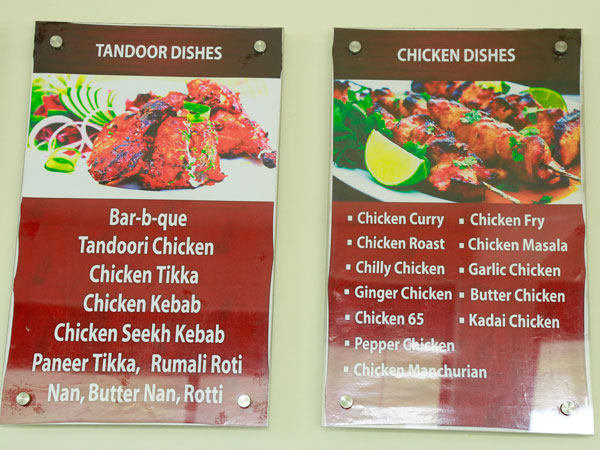 TANDOOR DISHES
Bar-b-que
Tandoori Chicken
Chicken Tikka
Chicken Kebab
Chicken Seekh Kebab
Paneer Tikka, Rumali Roti
Nan, Butter Nan, Rotti
CHICKEN DISHES
Chicken Curry
Chicken Roast
Chilly Chicken
Ginger Chicken
Chicken 65
Pepper Chicken
Chicken Manchurian
Chicken Fry
Chicken Masala
Garlic Chicken
Butter Chicken
Kadai Chicken